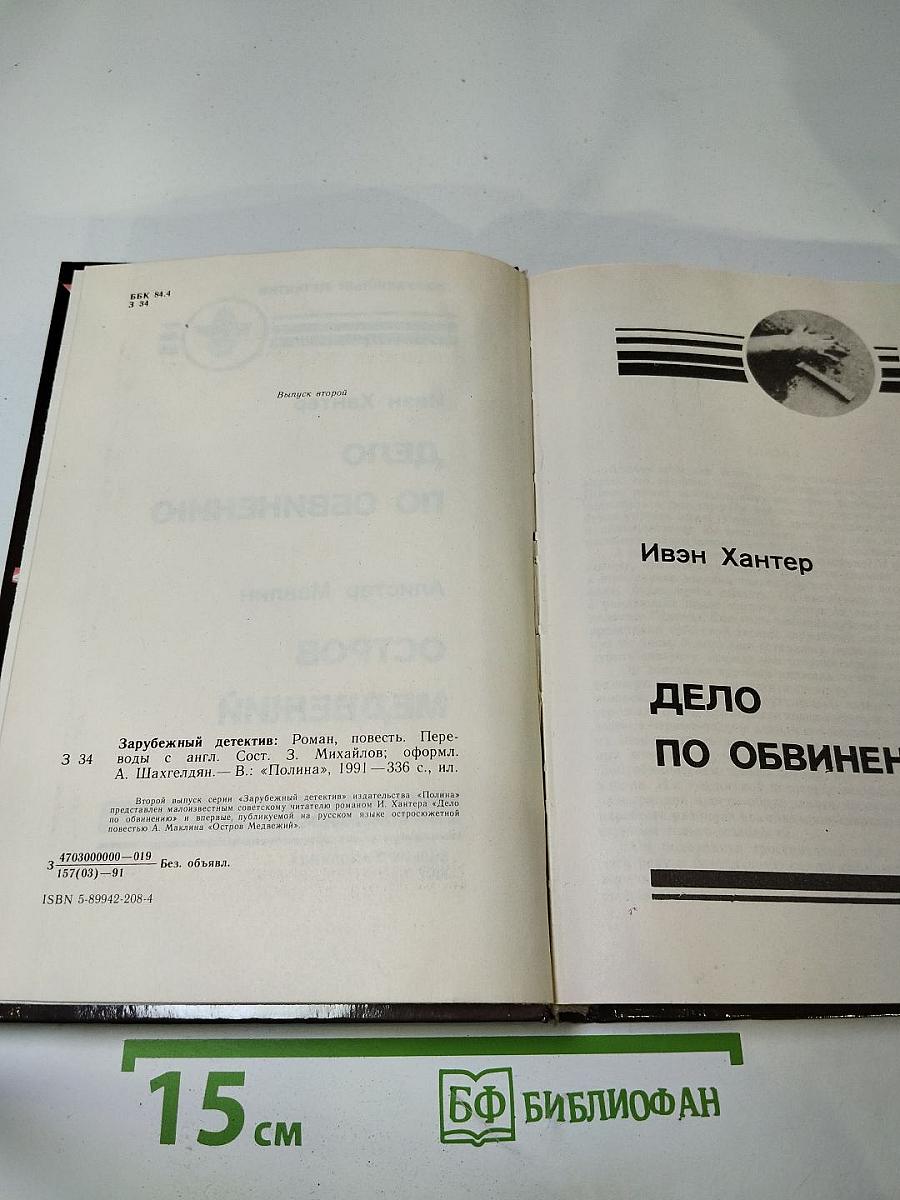 ББК 84.4
З 34
Выпуск второй
Зарубежный детектив: Роман, повесть. Пере-
З 34 воды с англ. Сост. З. Михайлов; оформл.
А. Шахгелдян.— В.: «Полина», 1991—336 с., ил.
Второй выпуск серии «Зарубежный детектив» издательства «Полина»
представлен малоизвестным советскому читателю романом И. Хантера «Дело
по обвинению» и впервые, публикуемой на русском языке остросюжетной
повестью А. Маклина «Остров Медвежий».
З 4703000000—019 Без. объявл.
157(03)—91
ISBN 5-89942-208-4
Ивэн Хантер
ДЕЛО
ПО ОБВИНЕН
15 см
БФ БИБЛИОФАН